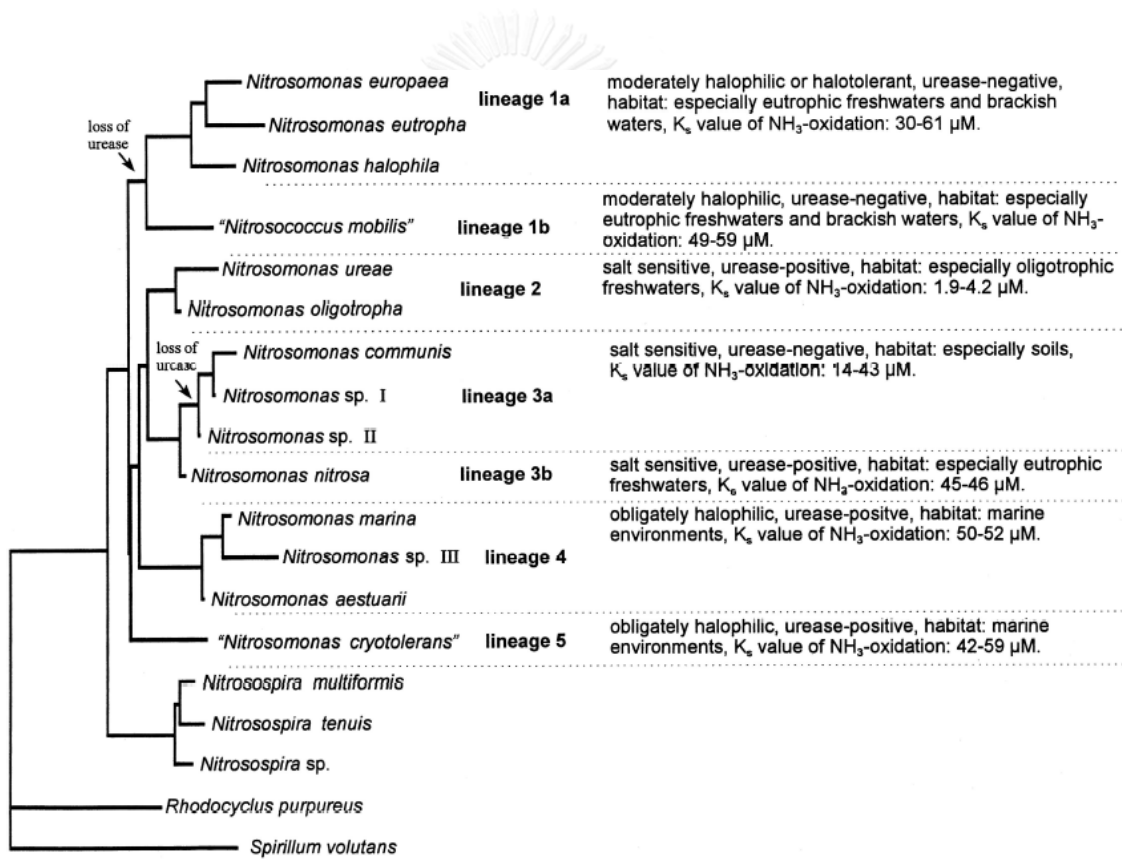 Nitrosomonas europaea
lineage 1a
moderately halophilic or halotolerant, urease-negative,
habitat: especially eutrophic freshwaters and brackish
waters, Ks value of NH3-oxidation: 30-61 µM.
loss of
urease
Nitrosomonas eutropha
Nitrosomonas halophila
"Nitrosococcus mobilis"
lineage 1b
moderately halophilic, urease-negative, habitat: especially
eutrophic freshwaters and brackish waters, Ks value of NH3-
oxidation: 49-59 µM.
Nitrosomonas ureae
lineage 2
salt sensitive, urease-positive, habitat: especially oligotrophic
freshwaters, Ks value of NH3-oxidation: 1.9-4.2 µM.
Nitrosomonas oligotropha
loss of
urease
Nitrosomonas communis
salt sensitive, urease-negative, habitat: especially soils,
Ks value of NH3-oxidation: 14-43 µM.
Nitrosomonas sp. I
lineage 3a
Nitrosomonas sp. II
Nitrosomonas nitrosa
lineage 3b
salt sensitive, urease-positive, habitat: especially eutrophic
freshwaters, Ks value of NH3-oxidation: 45-46 µM.
Nitrosomonas marina
obligately halophilic, urease-positve, habitat: marine
environments, Ks value of NH3-oxidation: 50-52 µM.
Nitrosomonas sp. III
lineage 4
Nitrosomonas aestuarii
"Nitrosomonas cryotolerans"
lineage 5
obligately halophilic, urease-positive, habitat: marine
environments, Ks value of NH3-oxidation: 42-59 µM.
Nitrosospira multiformis
Nitrosospira tenuis
Nitrosospira sp.
Rhodocyclus purpureus
Spirillum volutans